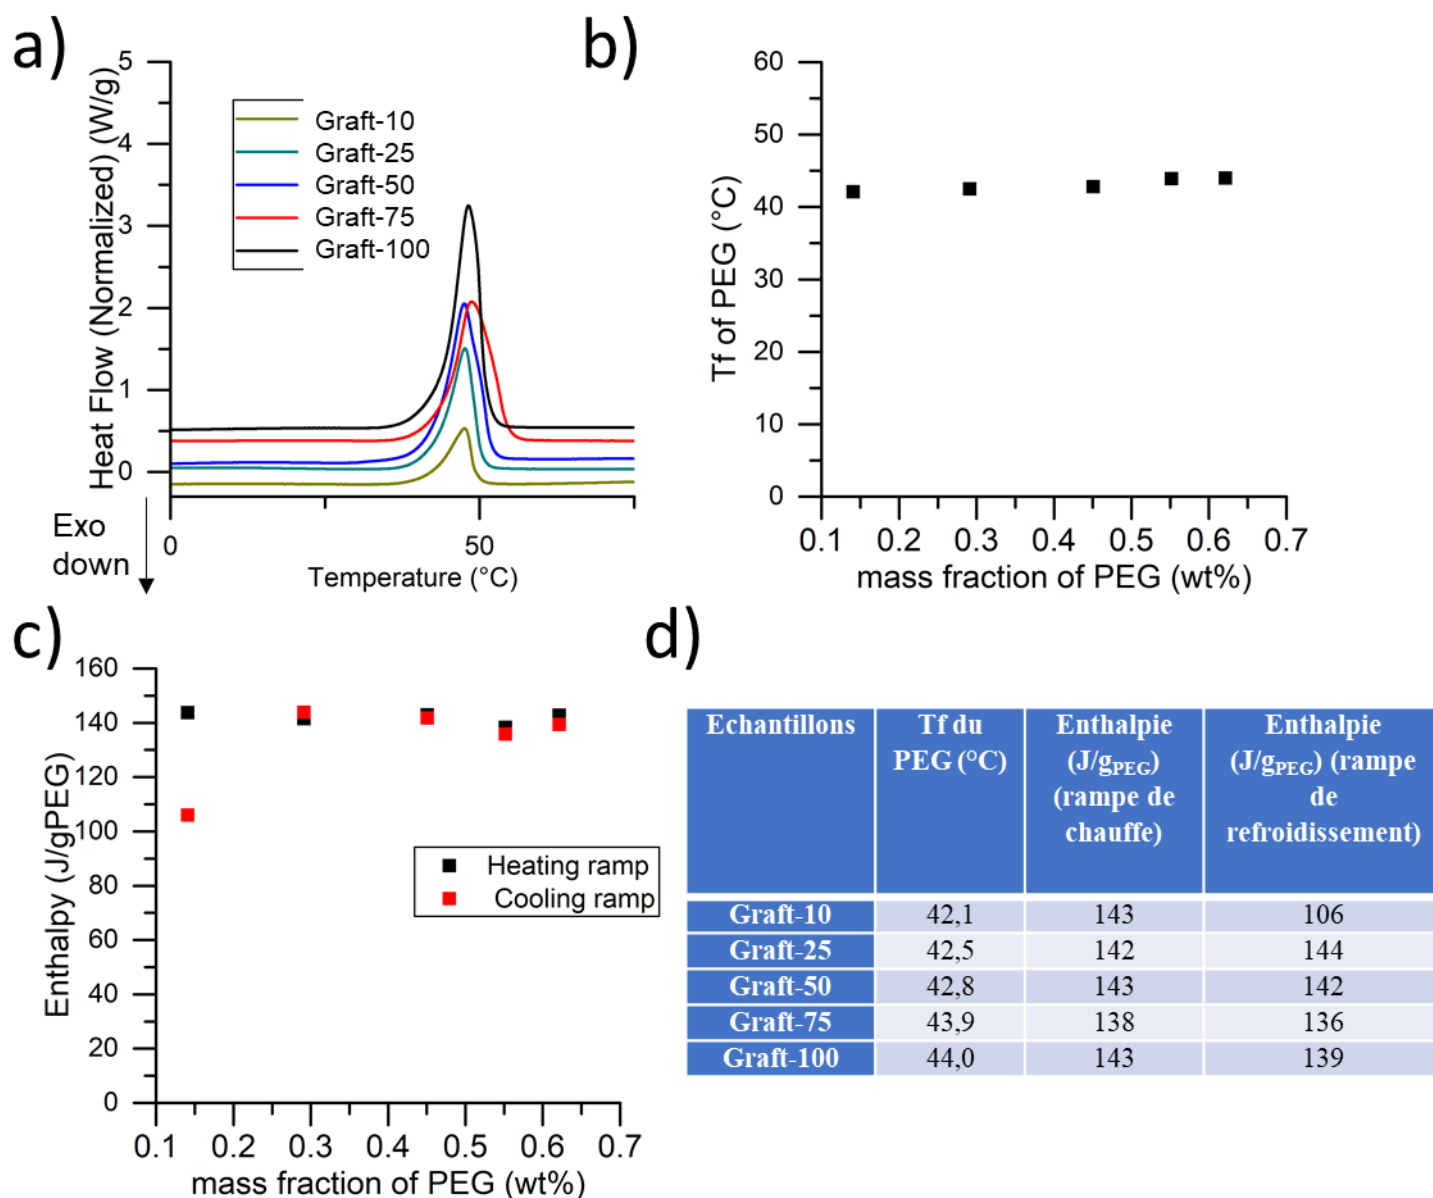 a)
Heat Flow (Normalized) (W/g)
5
4
3
2
1
0
Graft-10
Graft-25
Graft-50
Graft-75
Graft-100
Exo
down
0
50
Temperature (°C)
b)
Tf of PEG (°C)
60
50
40
30
20
10
0
0.1 0.2 0.3 0.4 0.5 0.6 0.7
mass fraction of PEG (wt%)
c)
Enthalpy (J/gPEG)
160
140
120
100
80
60
40
20
0
Heating ramp
Cooling ramp
0.1 0.2 0.3 0.4 0.5 0.6 0.7
mass fraction of PEG (wt%)
d)
Echantillons
Tf du
PEG (°C)
Enthalpie
(J/gPEG)
(rampe de
chauffe)
Enthalpie
(J/gPEG) (rampe
de
refroidissement)
Graft-10 42,1 143 106
Graft-25 42,5 142 144
Graft-50 42,8 143 142
Graft-75 43,9 138 136
Graft-100 44,0 143 139